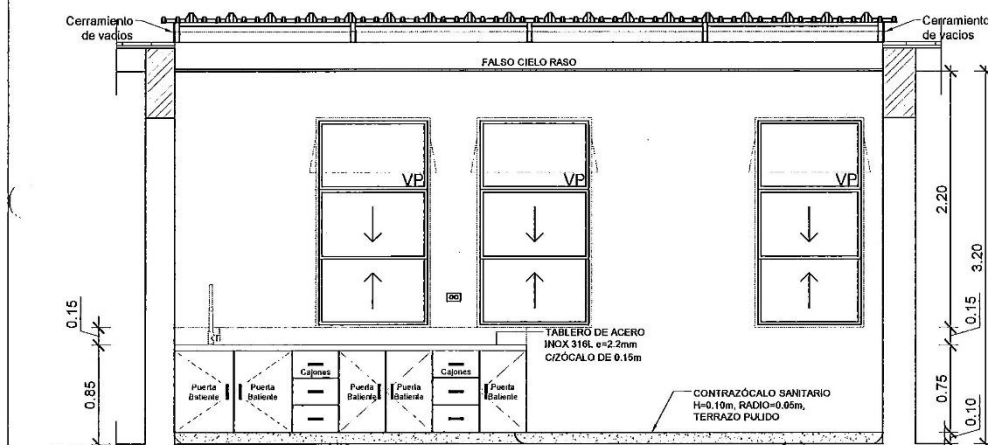 Cerramiento
de vacios
Cerramiento
de vacios
FALSO CIELO RASO
VP
VP
VP
2.20
3.20
0.15
0.15
TABLERO DE ACERO
INOX 316L e=2.2mm
C/ZÓCALO DE 0.15m
0.85
Puerta
Batiente
Puerta
Batiente
Cajones
Puerta
Batiente
Puerta
Batiente
Cajones
Puerta
Batiente
CONTRAZÓCALO SANITARIO
H=0.10m, RADIO=0.05m,
TERRAZO PULIDO
0.75
0.10